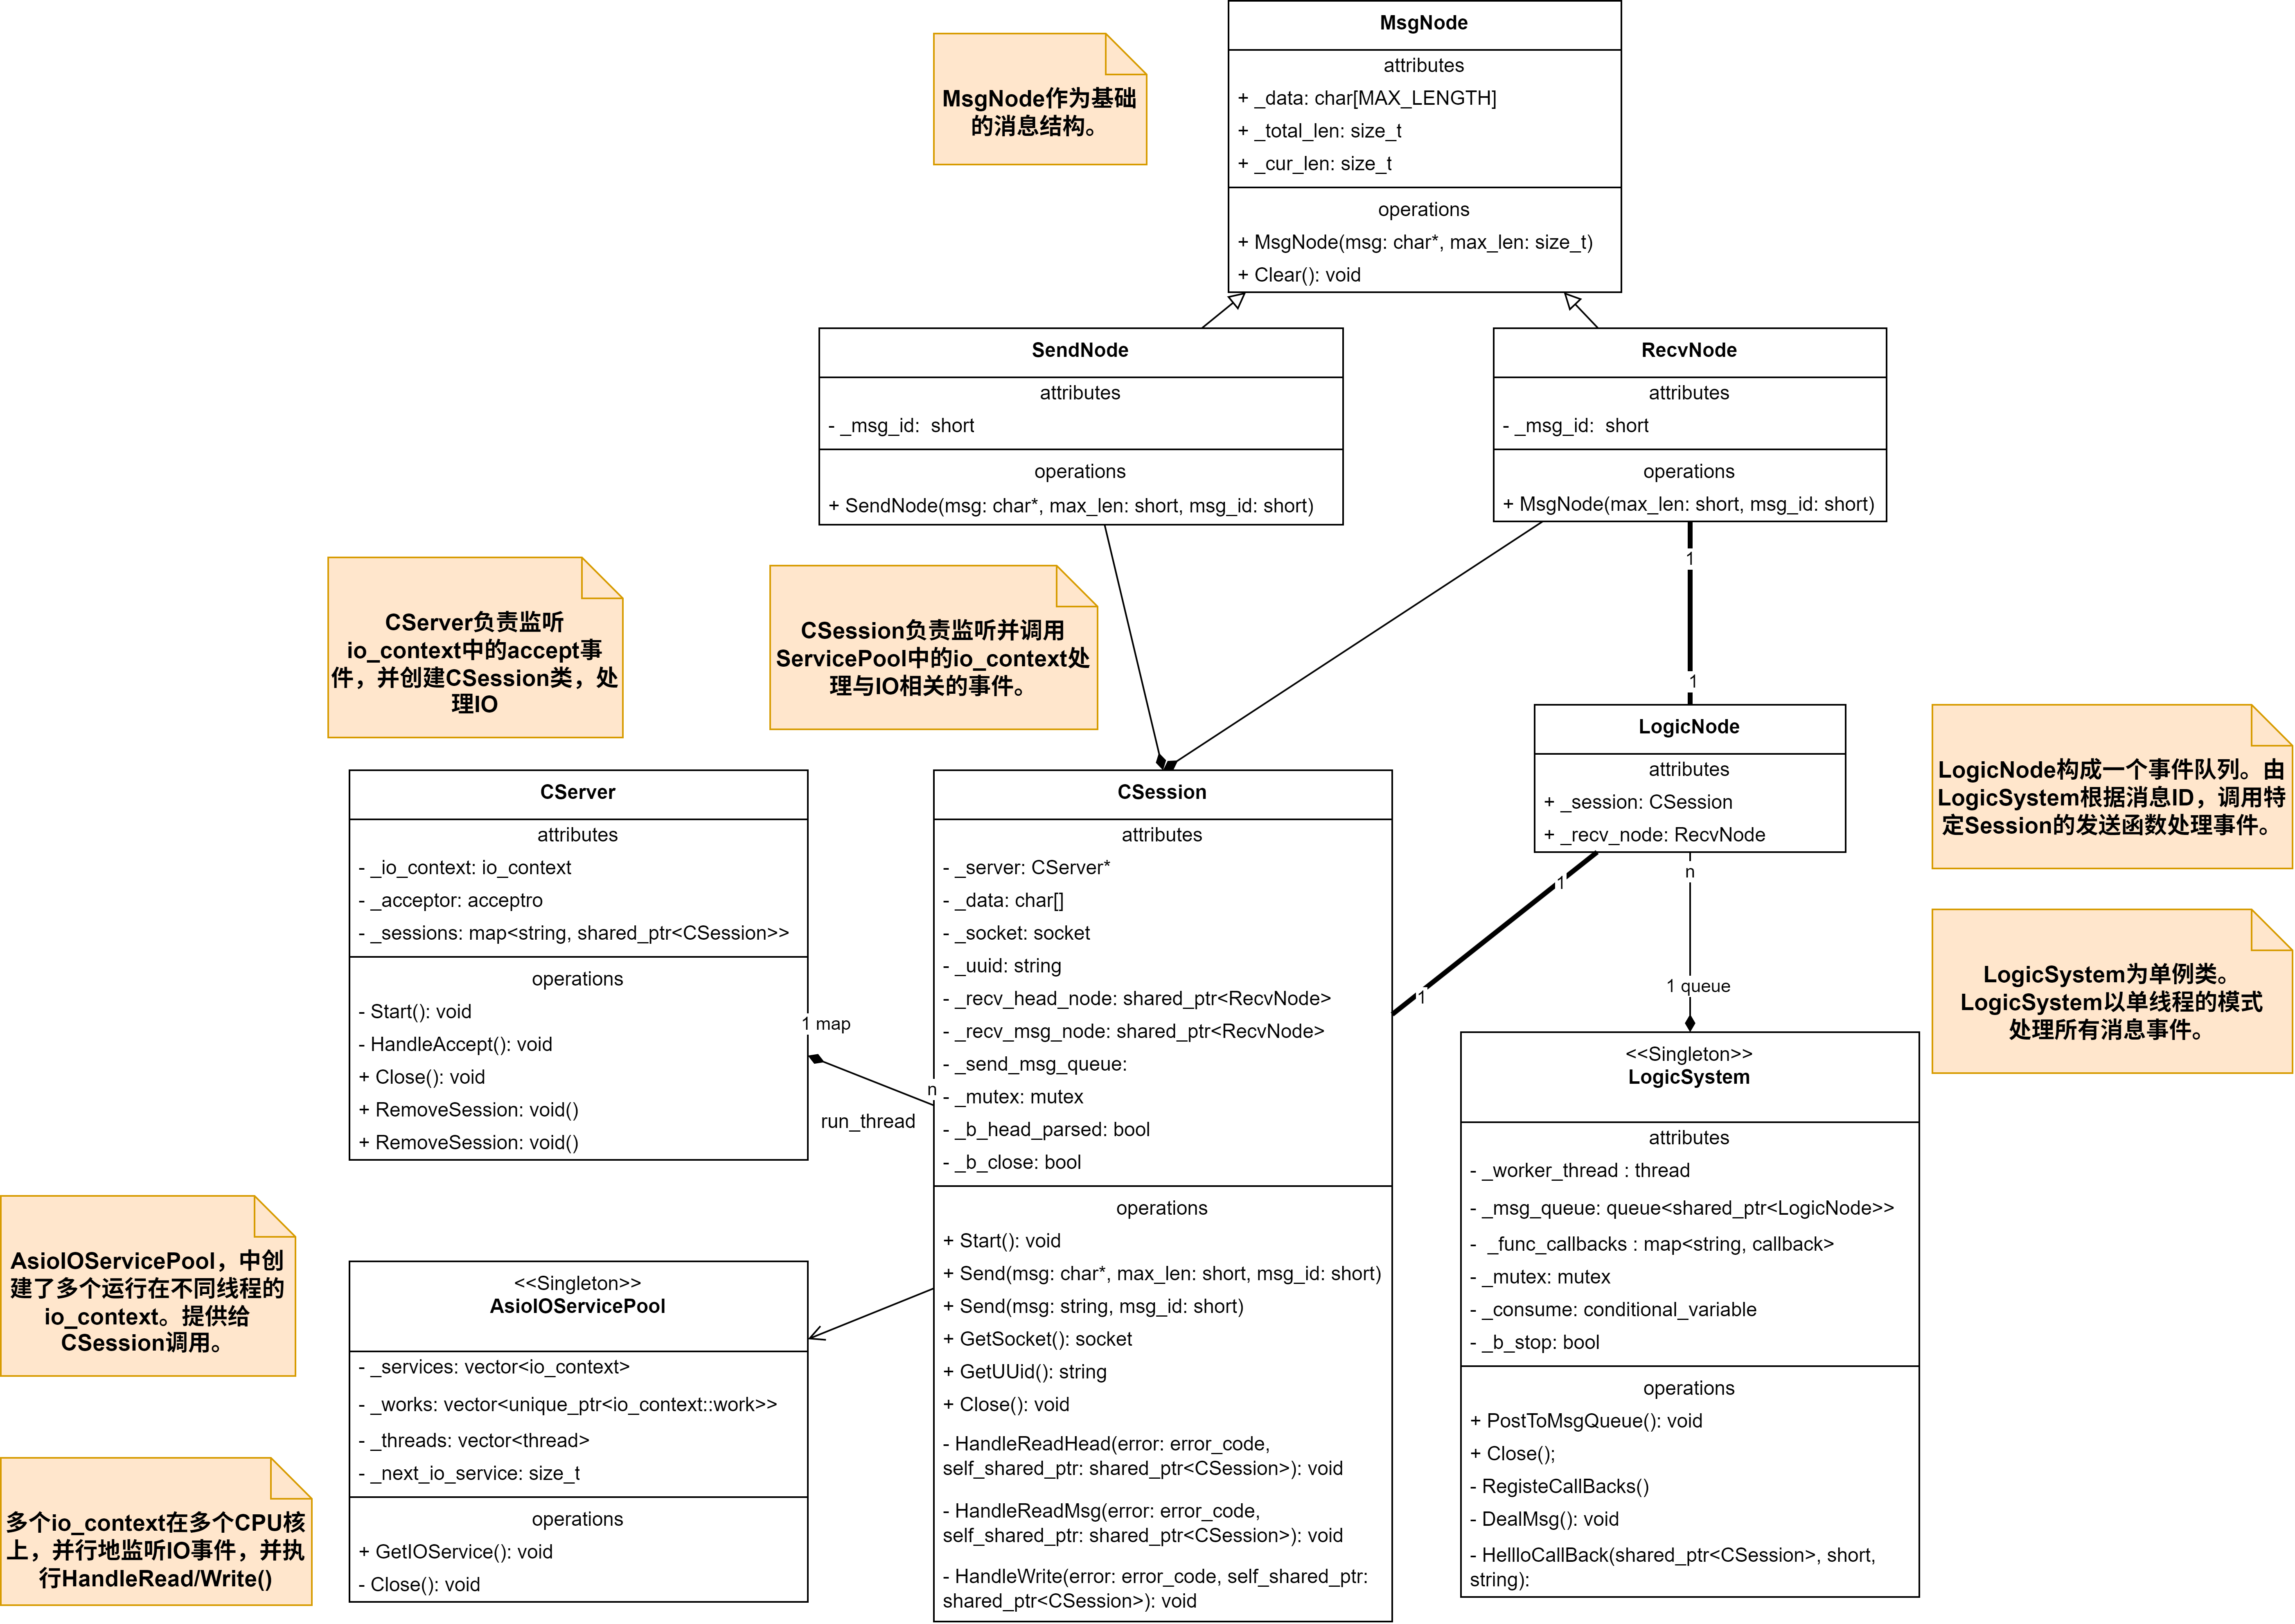 MsgNode
attributes
+ _data: char[MAX_LENGTH]
+ _total_len: size_t
+ _cur_len: size_t
operations
+ MsgNode(msg: char*, max_len: size_t)
+ Clear(): void
MsgNode作为基础
的消息结构。
SendNode
attributes
- _msg_id:  short
operations
+ SendNode(msg: char*, max_len: short, msg_id: short)
RecvNode
attributes
- _msg_id:  short
operations
+ MsgNode(max_len: short, msg_id: short)
1
1
CServer负责监听
io_context中的accept事
件，并创建CSession类，处
理IO
CSession负责监听并调用
ServicePool中的io_context处
理与IO相关的事件。
LogicNode
attributes
+ _session: CSession
+ _recv_node: RecvNode
LogicNode构成一个事件队列。由
LogicSystem根据消息ID，调用特
定Session的发送函数处理事件。
1
1
n
1 queue
LogicSystem为单例类。
LogicSystem以单线程的模式
处理所有消息事件。
CServer
attributes
- _io_context: io_context
- _acceptor: acceptro
- _sessions: map<string, shared_ptr<CSession>>
operations
- Start(): void
- HandleAccept(): void
+ Close(): void
+ RemoveSession: void()
+ RemoveSession: void()
1 map
n
run_thread
CSession
attributes
- _server: CServer*
- _data: char[]
- _socket: socket
- _uuid: string
- _recv_head_node: shared_ptr<RecvNode>
- _recv_msg_node: shared_ptr<RecvNode>
- _send_msg_queue:
- _mutex: mutex
- _b_head_parsed: bool
- _b_close: bool
operations
+ Start(): void
+ Send(msg: char*, max_len: short, msg_id: short)
+ Send(msg: string, msg_id: short)
+ GetSocket(): socket
+ GetUUid(): string
+ Close(): void
- HandleReadHead(error: error_code,
self_shared_ptr: shared_ptr<CSession>): void
- HandleReadMsg(error: error_code,
self_shared_ptr: shared_ptr<CSession>): void
- HandleWrite(error: error_code, self_shared_ptr:
shared_ptr<CSession>): void
<<Singleton>>
LogicSystem
attributes
- _worker_thread : thread
- _msg_queue: queue<shared_ptr<LogicNode>>
-  _func_callbacks : map<string, callback>
- _mutex: mutex
- _consume: conditional_variable
- _b_stop: bool
operations
+ PostToMsgQueue(): void
+ Close();
- RegisteCallBacks()
- DealMsg(): void
- HellloCallBack(shared_ptr<CSession>, short,
string):
AsioIOServicePool，中创
建了多个运行在不同线程的
io_context。提供给
CSession调用。
<<Singleton>>
AsioIOServicePool
- _services: vector<io_context>
- _works: vector<unique_ptr<io_context::work>>
- _threads: vector<thread>
- _next_io_service: size_t
operations
+ GetIOService(): void
- Close(): void
多个io_context在多个CPU核
上，并行地监听IO事件，并执
行HandleRead/Write()